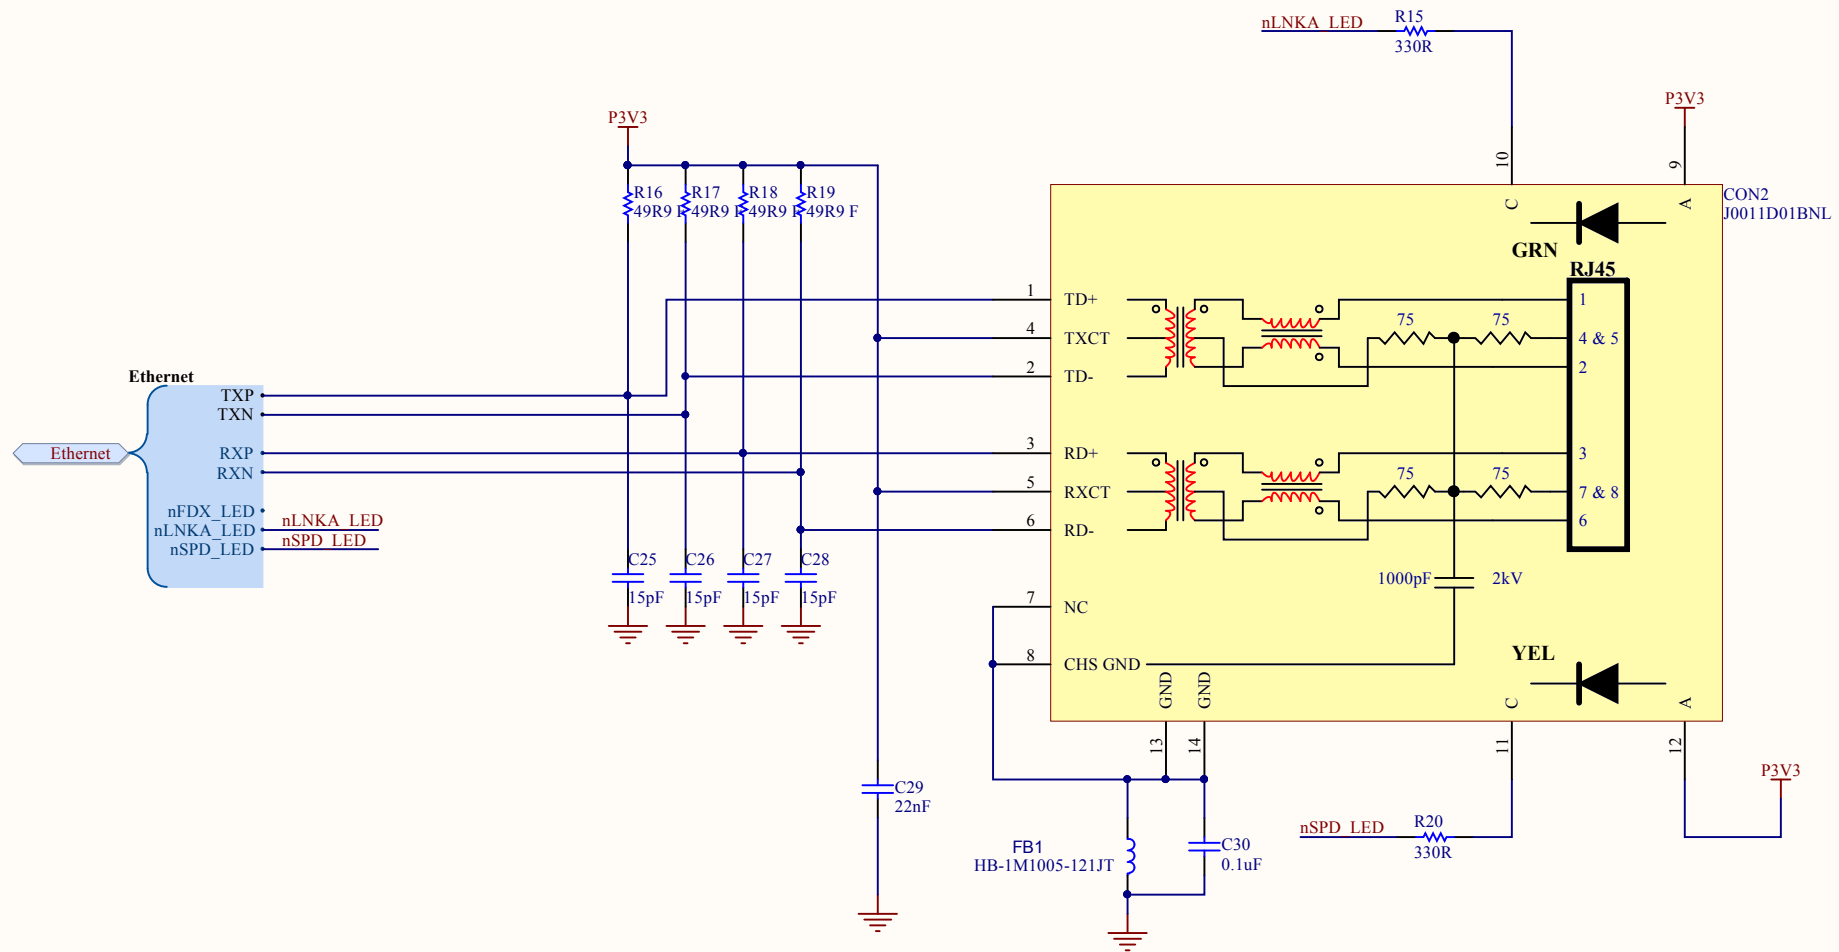 nLNKA_LED
R15
330R
P3V3
P3V3
10
9
R16
49R9 F
R17
49R9 F
R18
49R9 F
R19
49R9 F
C
A
CON2
J0011D01BNL
GRN
RJ45
1
TD+
75
75
1
4
TXCT
4 & 5
2
TD-
2
Ethernet
TXP
TXN
Ethernet
RXP
RXN
nFDX_LED
nLNKA_LED
nSPD_LED
nLNKA_LED
nSPD_LED
3
RD+
75
75
3
5
RXCT
7 & 8
6
RD-
6
C25
15pF
C26
15pF
C27
15pF
C28
15pF
1000pF
2kV
7
NC
8
CHS GND
YEL
GND
GND
C
A
13
14
11
12
C29
22nF
P3V3
nSPD_LED
R20
330R
FB1
HB-1M1005-121JT
C30
0.1uF